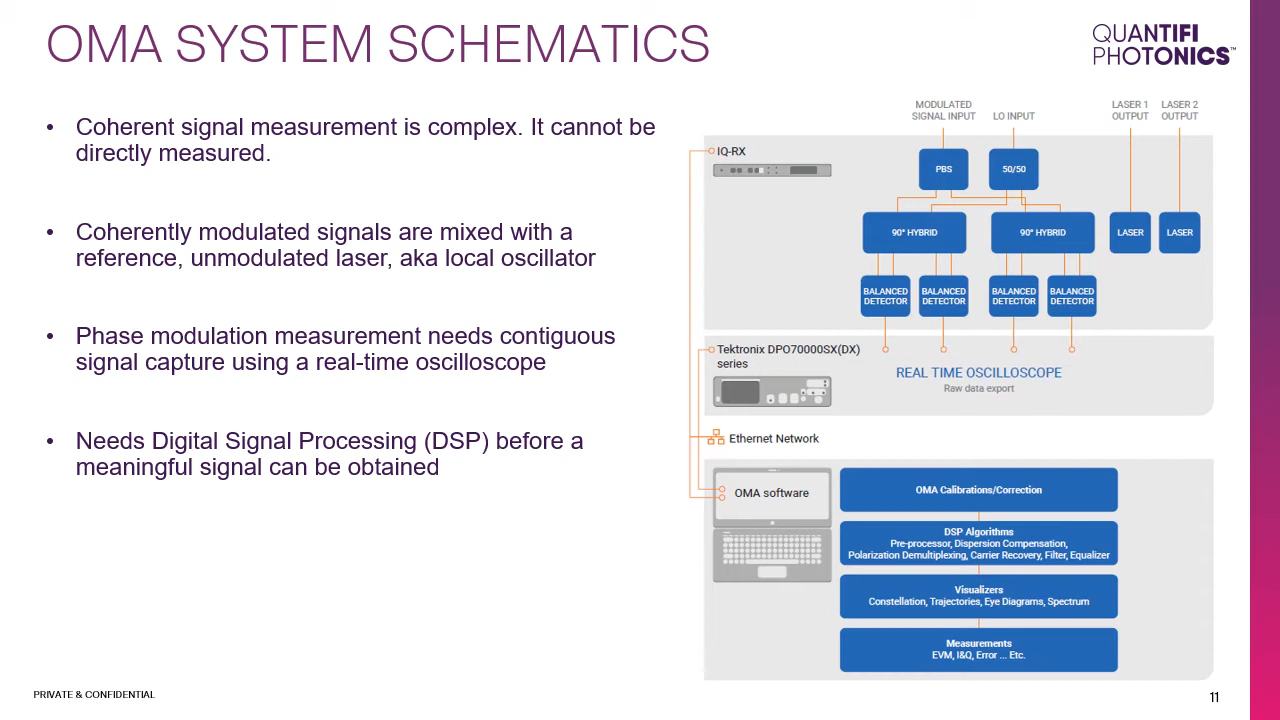 OMA SYSTEM SCHEMATICS
QUANTIFI
PHOTONICS™
• Coherent signal measurement is complex. It cannot be
directly measured.
• Coherently modulated signals are mixed with a
reference, unmodulated laser, aka local oscillator
• Phase modulation measurement needs contiguous
signal capture using a real-time oscilloscope
• Needs Digital Signal Processing (DSP) before a
meaningful signal can be obtained
MODULATED
SIGNAL INPUT
LO INPUT
LASER 1
OUTPUT
LASER 2
OUTPUT
IQ-RX
PBS
50/50
90° HYBRID
90° HYBRID
LASER
LASER
BALANCED
DETECTOR
BALANCED
DETECTOR
BALANCED
DETECTOR
BALANCED
DETECTOR
Tektronix DPO70000SX(DX)
series
REAL TIME OSCILLOSCOPE
Raw data export
Ethernet Network
OMA software
OMA Calibrations/Correction
DSP Algorithms
Pre-processor, Dispersion Compensation,
Polarization Demultiplexing, Carrier Recovery, Filter, Equalizer
Visualizers
Constellation, Trajectories, Eye Diagrams, Spectrum
Measurements
EVM, I&Q, Error ... Etc.
PRIVATE & CONFIDENTIAL
11